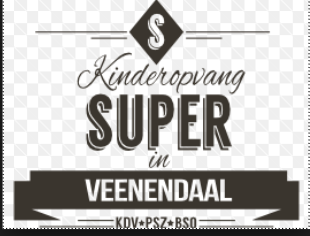 S
Kinderopvang
SUPER
in
VEENENDAAL
KDV★PSZ★BSO